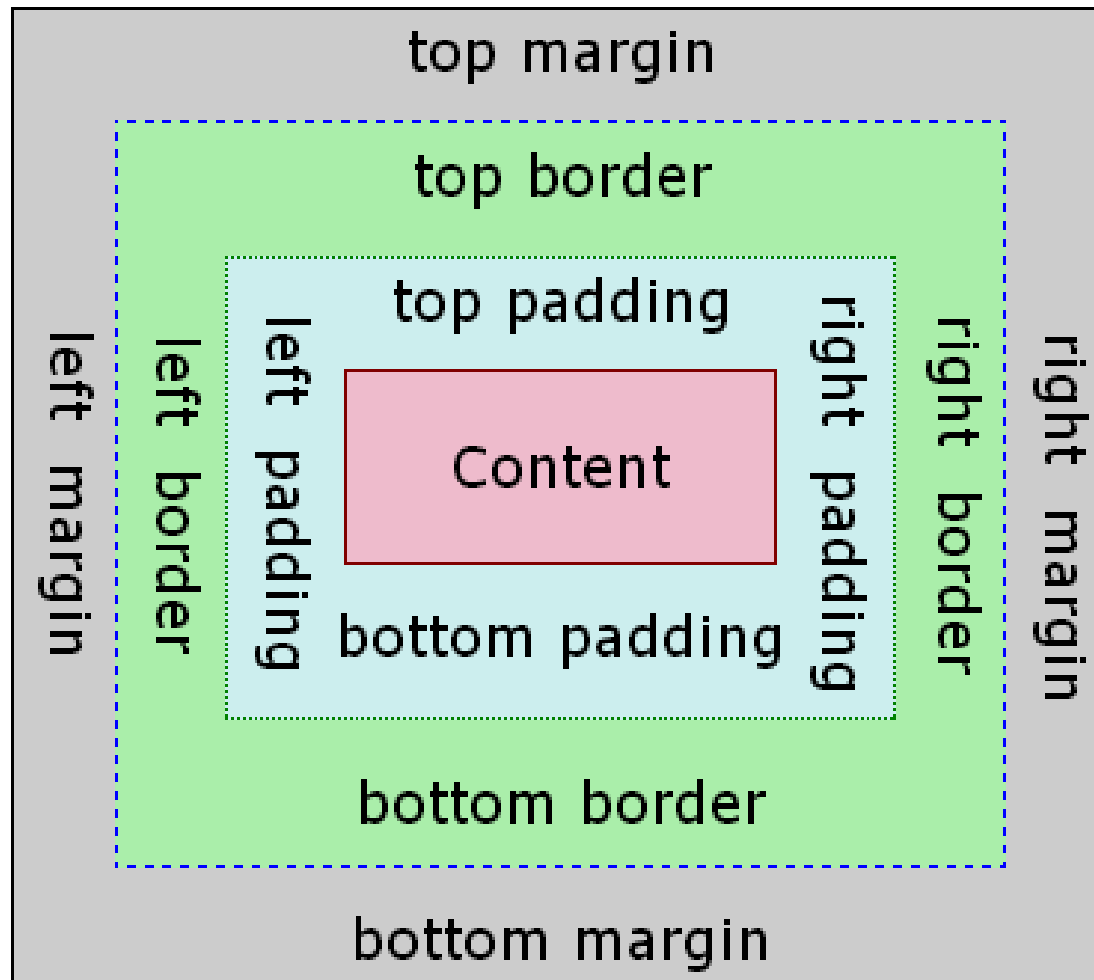 top margin
top border
top padding
left margin
left border
left padding
Content
right padding
right border
right margin
bottom padding
bottom border
bottom margin